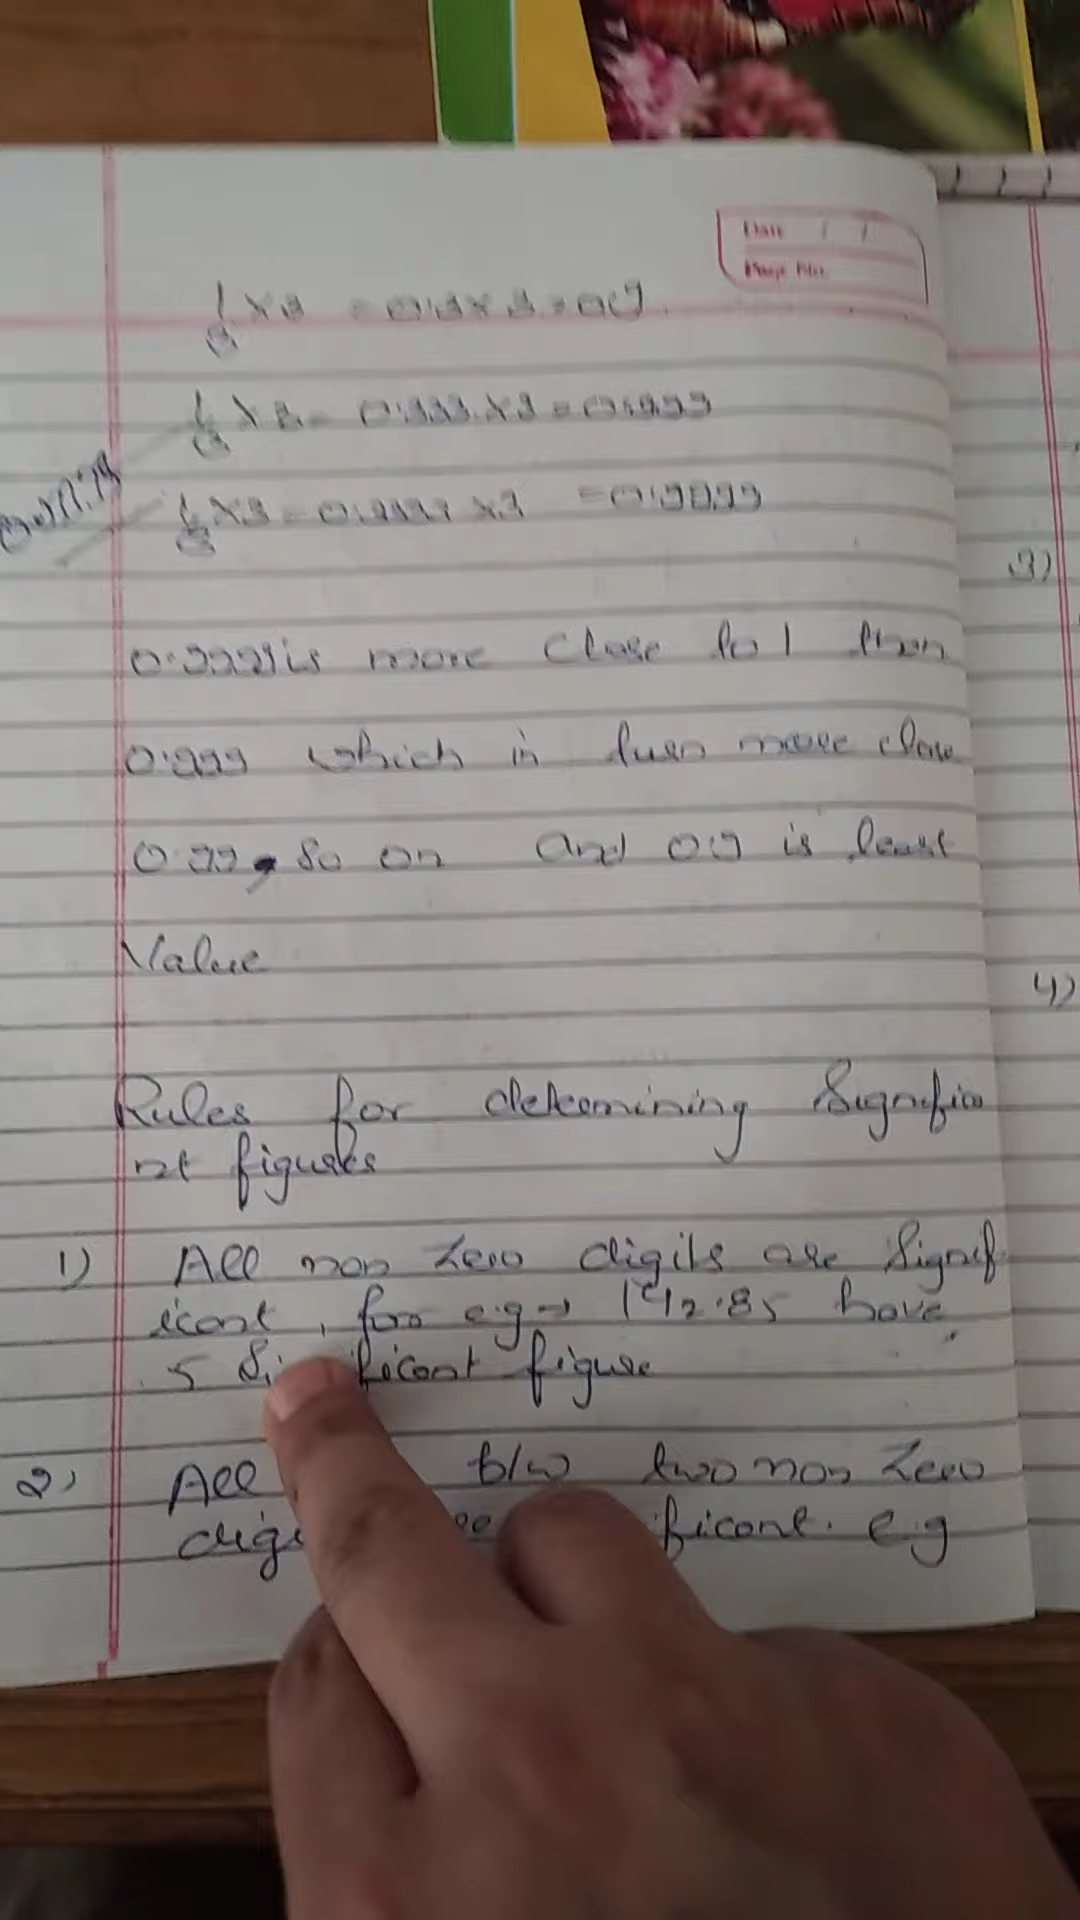 Date / /
Page No.
1/3 × 3 = 0.3 × 3 = 0.9
1/3 × 3 = 0.333 × 3 = 0.999
1/3 × 3 = 0.3333 × 3 = 0.9999
0.9999 is more close to 1 than
0.999 which in turn more close
0.99, so on and 0.9 is least
Value
Rules for determining Significa
nt figures
1) All non zero digits are Signif
icant, for e.g → 142.85 have
5 ficant figure
2) All b/w two non zero
ficant. e.g
3)
4)